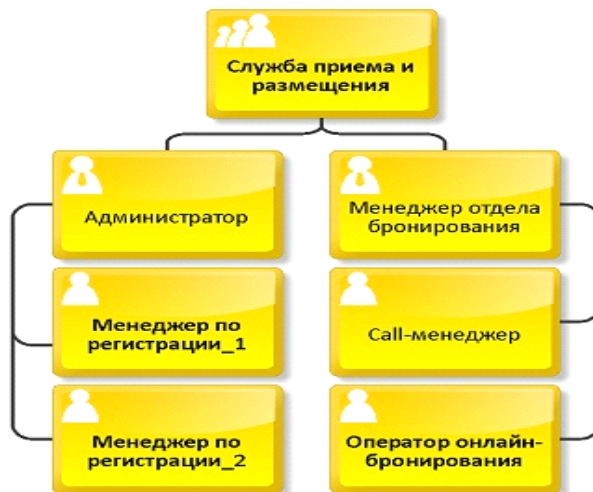 Служба приема и
размещения
Администратор
Менеджер отдела
бронирования
Менеджер по
регистрации_1
Call-менеджер
Менеджер по
регистрации_2
Оператор онлайн-
бронирования